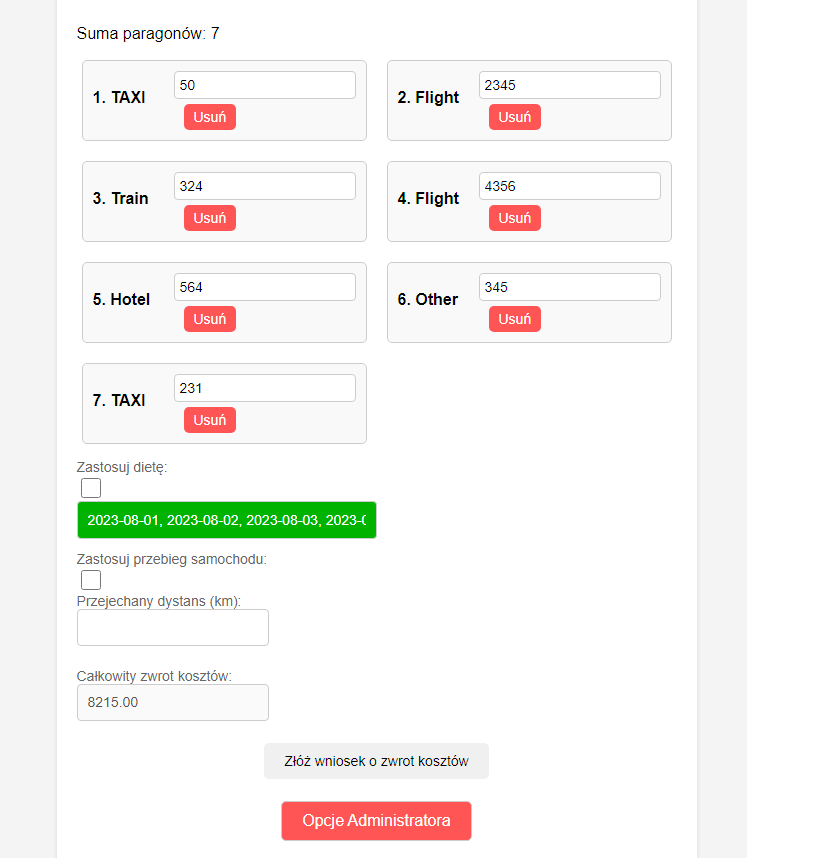 Suma paragonów: 7
1. TAXI
50
Usuń
2. Flight
2345
Usuń
3. Train
324
Usuń
4. Flight
4356
Usuń
5. Hotel
564
Usuń
6. Other
345
Usuń
7. TAXI
231
Usuń
Zastosuj dietę:
2023-08-01, 2023-08-02, 2023-08-03, 2023-0
Zastosuj przebieg samochodu:
Przejechany dystans (km):
Całkowity zwrot kosztów:
8215.00
Złóż wniosek o zwrot kosztów
Opcje Administratora